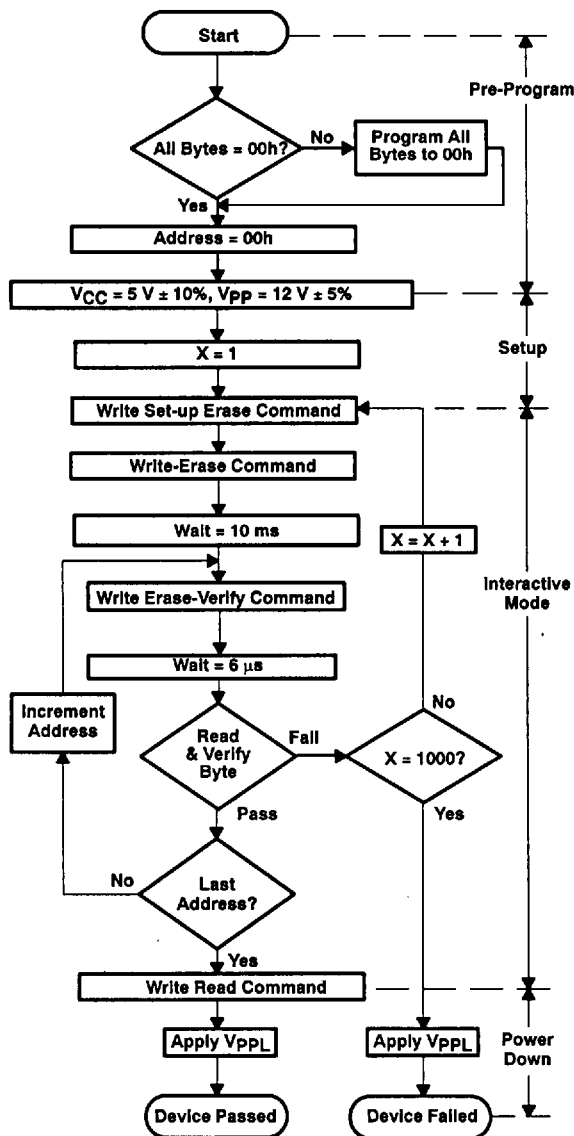 Start
Pre-Program
All Bytes = 00h?
No
Program All
Bytes to 00h
Yes
Address = 00h
VCC = 5 V ± 10%, VPP = 12 V ± 5%
X = 1
Setup
Write Set-up Erase Command
Write-Erase Command
Wait = 10 ms
X = X + 1
Interactive
Mode
Write Erase-Verify Command
Wait = 6 µs
Increment
Address
Read
& Verify
Byte
Fail
No
X = 1000?
Pass
Yes
No
Last
Address?
Yes
Write Read Command
Apply VPPL
Apply VPPL
Power
Down
Device Passed
Device Failed